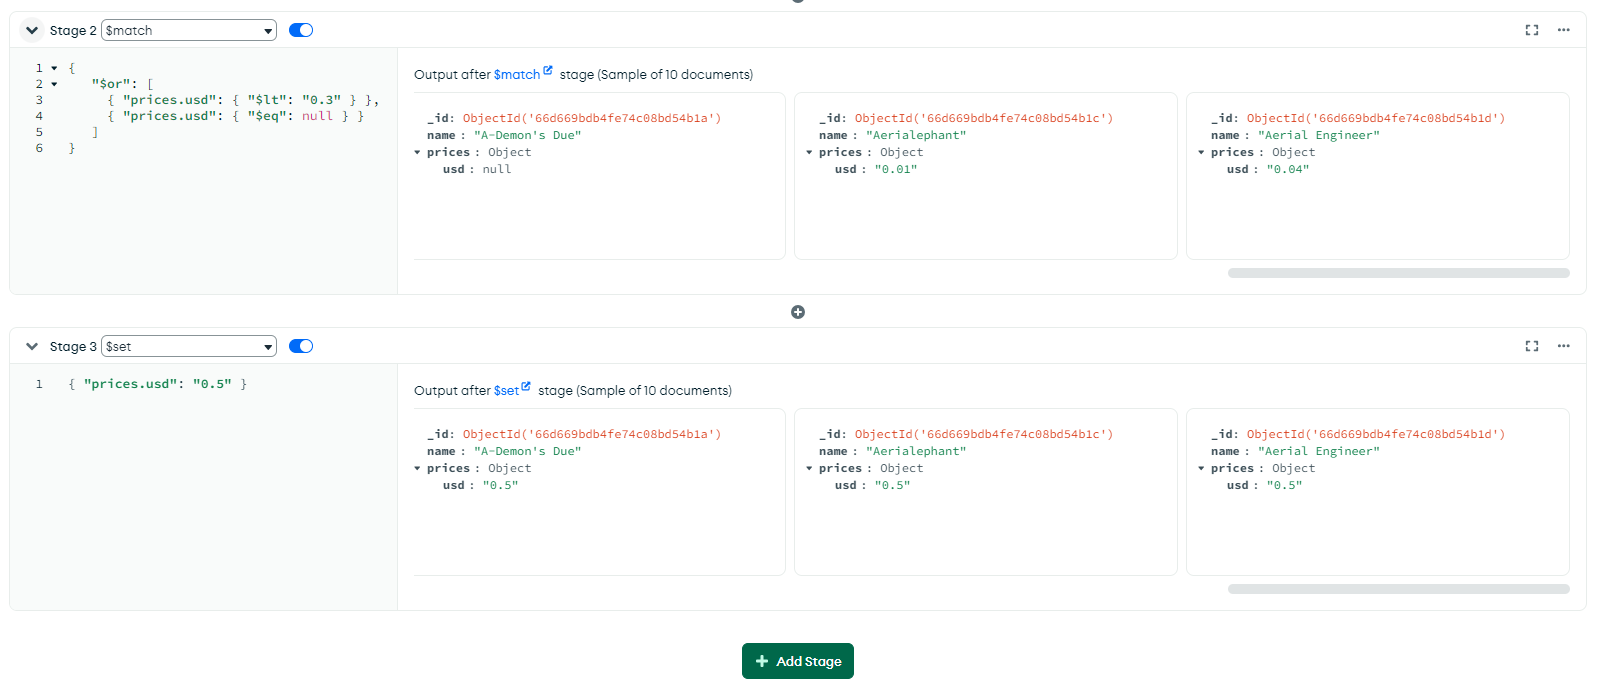 Stage 2 $match
1 {
2 "$or": [
3 { "prices.usd": { "$lt": "0.3" } },
4 { "prices.usd": { "$eq": null } }
5 ]
6 }
Output after $match stage (Sample of 10 documents)
_id: ObjectId('66d669bdb4fe74c08bd54b1a')
name : "A-Demon's Due"
prices : Object
usd : null
_id: ObjectId('66d669bdb4fe74c08bd54b1c')
name : "Aerialephant"
prices : Object
usd : "0.01"
_id: ObjectId('66d669bdb4fe74c08bd54b1d')
name : "Aerial Engineer"
prices : Object
usd : "0.04"
Stage 3 $set
1 { "prices.usd": "0.5" }
Output after $set stage (Sample of 10 documents)
_id: ObjectId('66d669bdb4fe74c08bd54b1a')
name : "A-Demon's Due"
prices : Object
usd : "0.5"
_id: ObjectId('66d669bdb4fe74c08bd54b1c')
name : "Aerialephant"
prices : Object
usd : "0.5"
_id: ObjectId('66d669bdb4fe74c08bd54b1d')
name : "Aerial Engineer"
prices : Object
usd : "0.5"
Add Stage